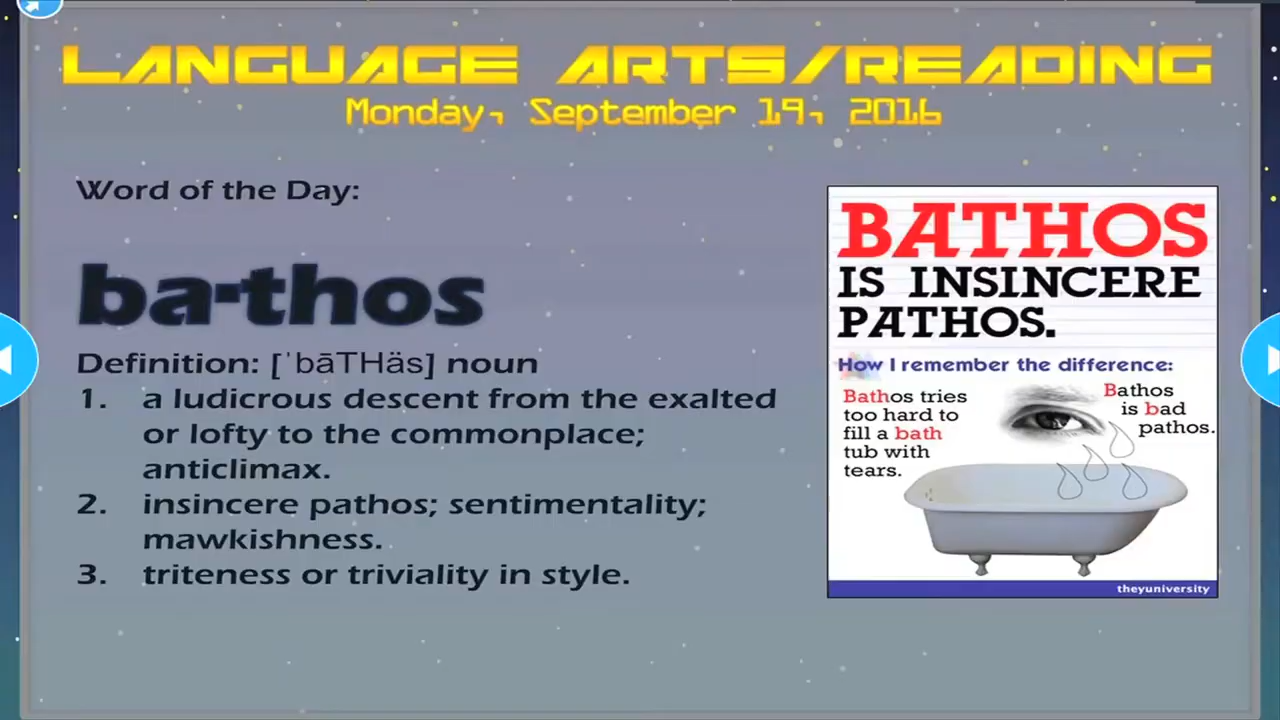 LANGUAGE ARTS/READING
Monday, September 19, 2016
Word of the Day:
ba·thos
Definition: [ˈbāTHäs] noun
1. a ludicrous descent from the exalted
or lofty to the commonplace;
anticlimax.
2. insincere pathos; sentimentality;
mawkishness.
3. triteness or triviality in style.
BATHOS
IS INSINCERE
PATHOS.
How I remember the difference:
Bathos tries
too hard to
fill a bath
tub with
tears.
Bathos
is bad
pathos.
theyuniversity